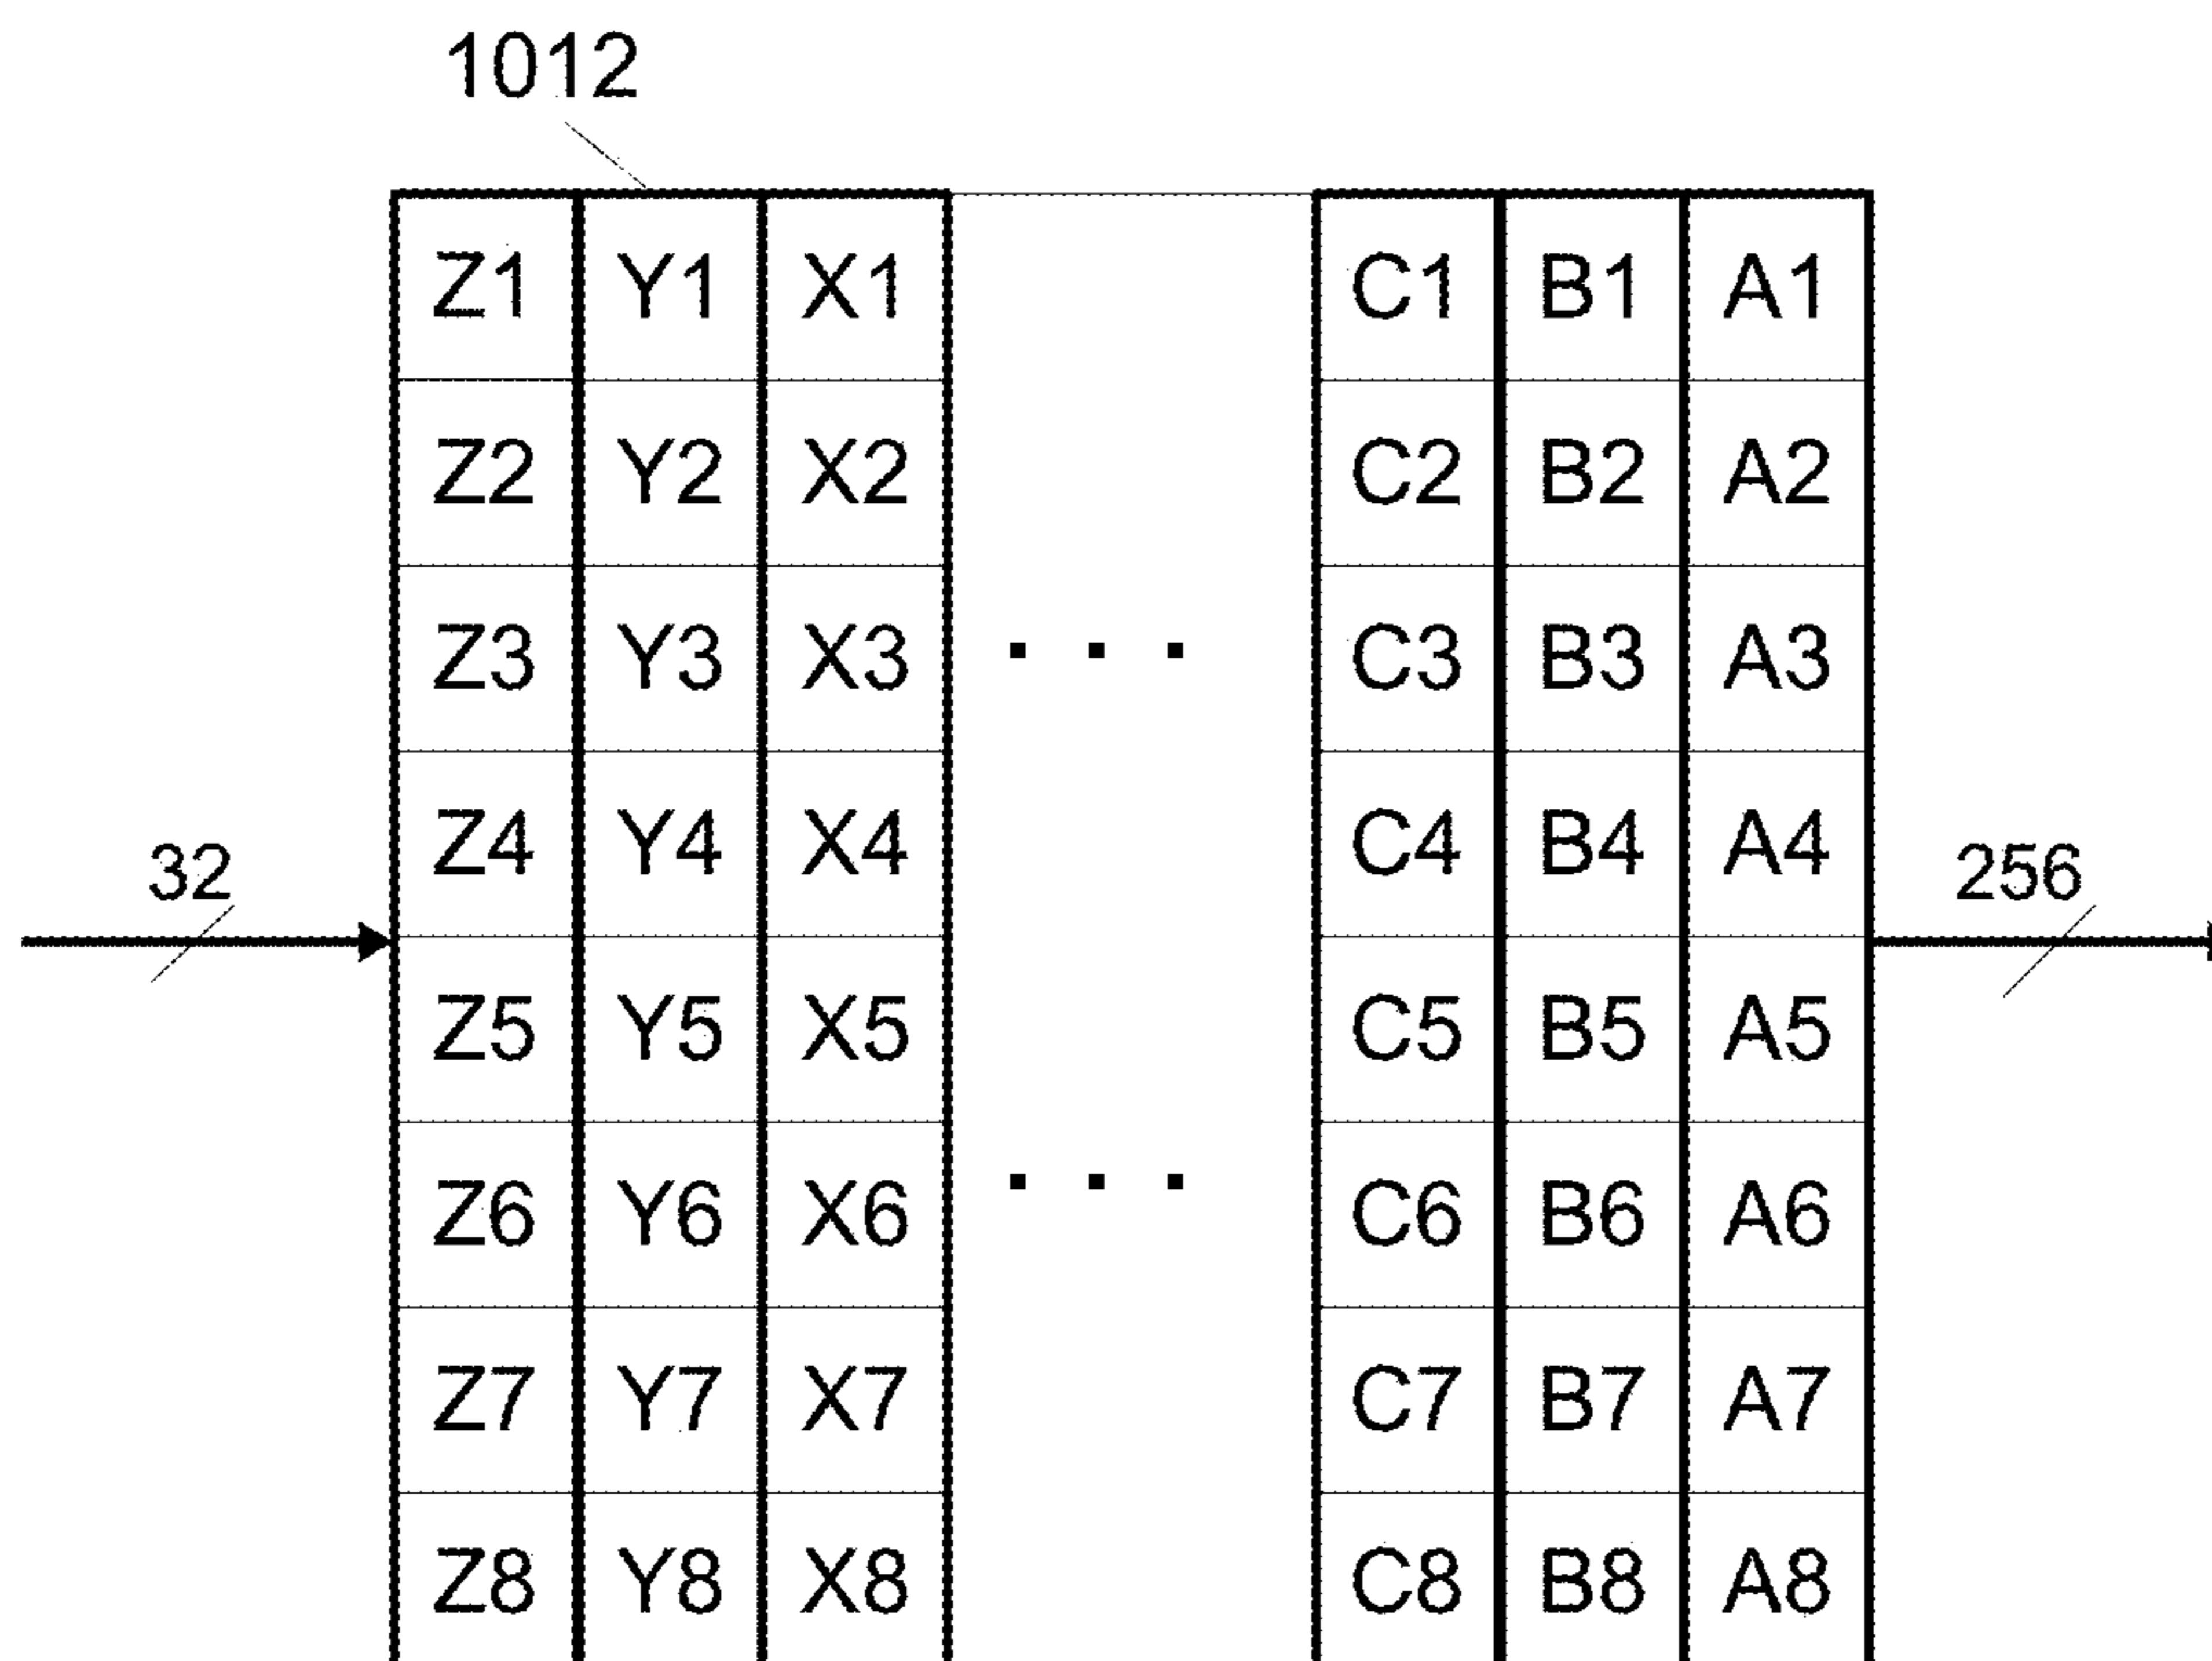 1012
Z1 Y1 X1 C1 B1 A1
Z2 Y2 X2 C2 B2 A2
Z3 Y3 X3 . . . C3 B3 A3
Z4 Y4 X4 C4 B4 A4
32 256
Z5 Y5 X5 C5 B5 A5
Z6 Y6 X6 . . . C6 B6 A6
Z7 Y7 X7 C7 B7 A7
Z8 Y8 X8 C8 B8 A8